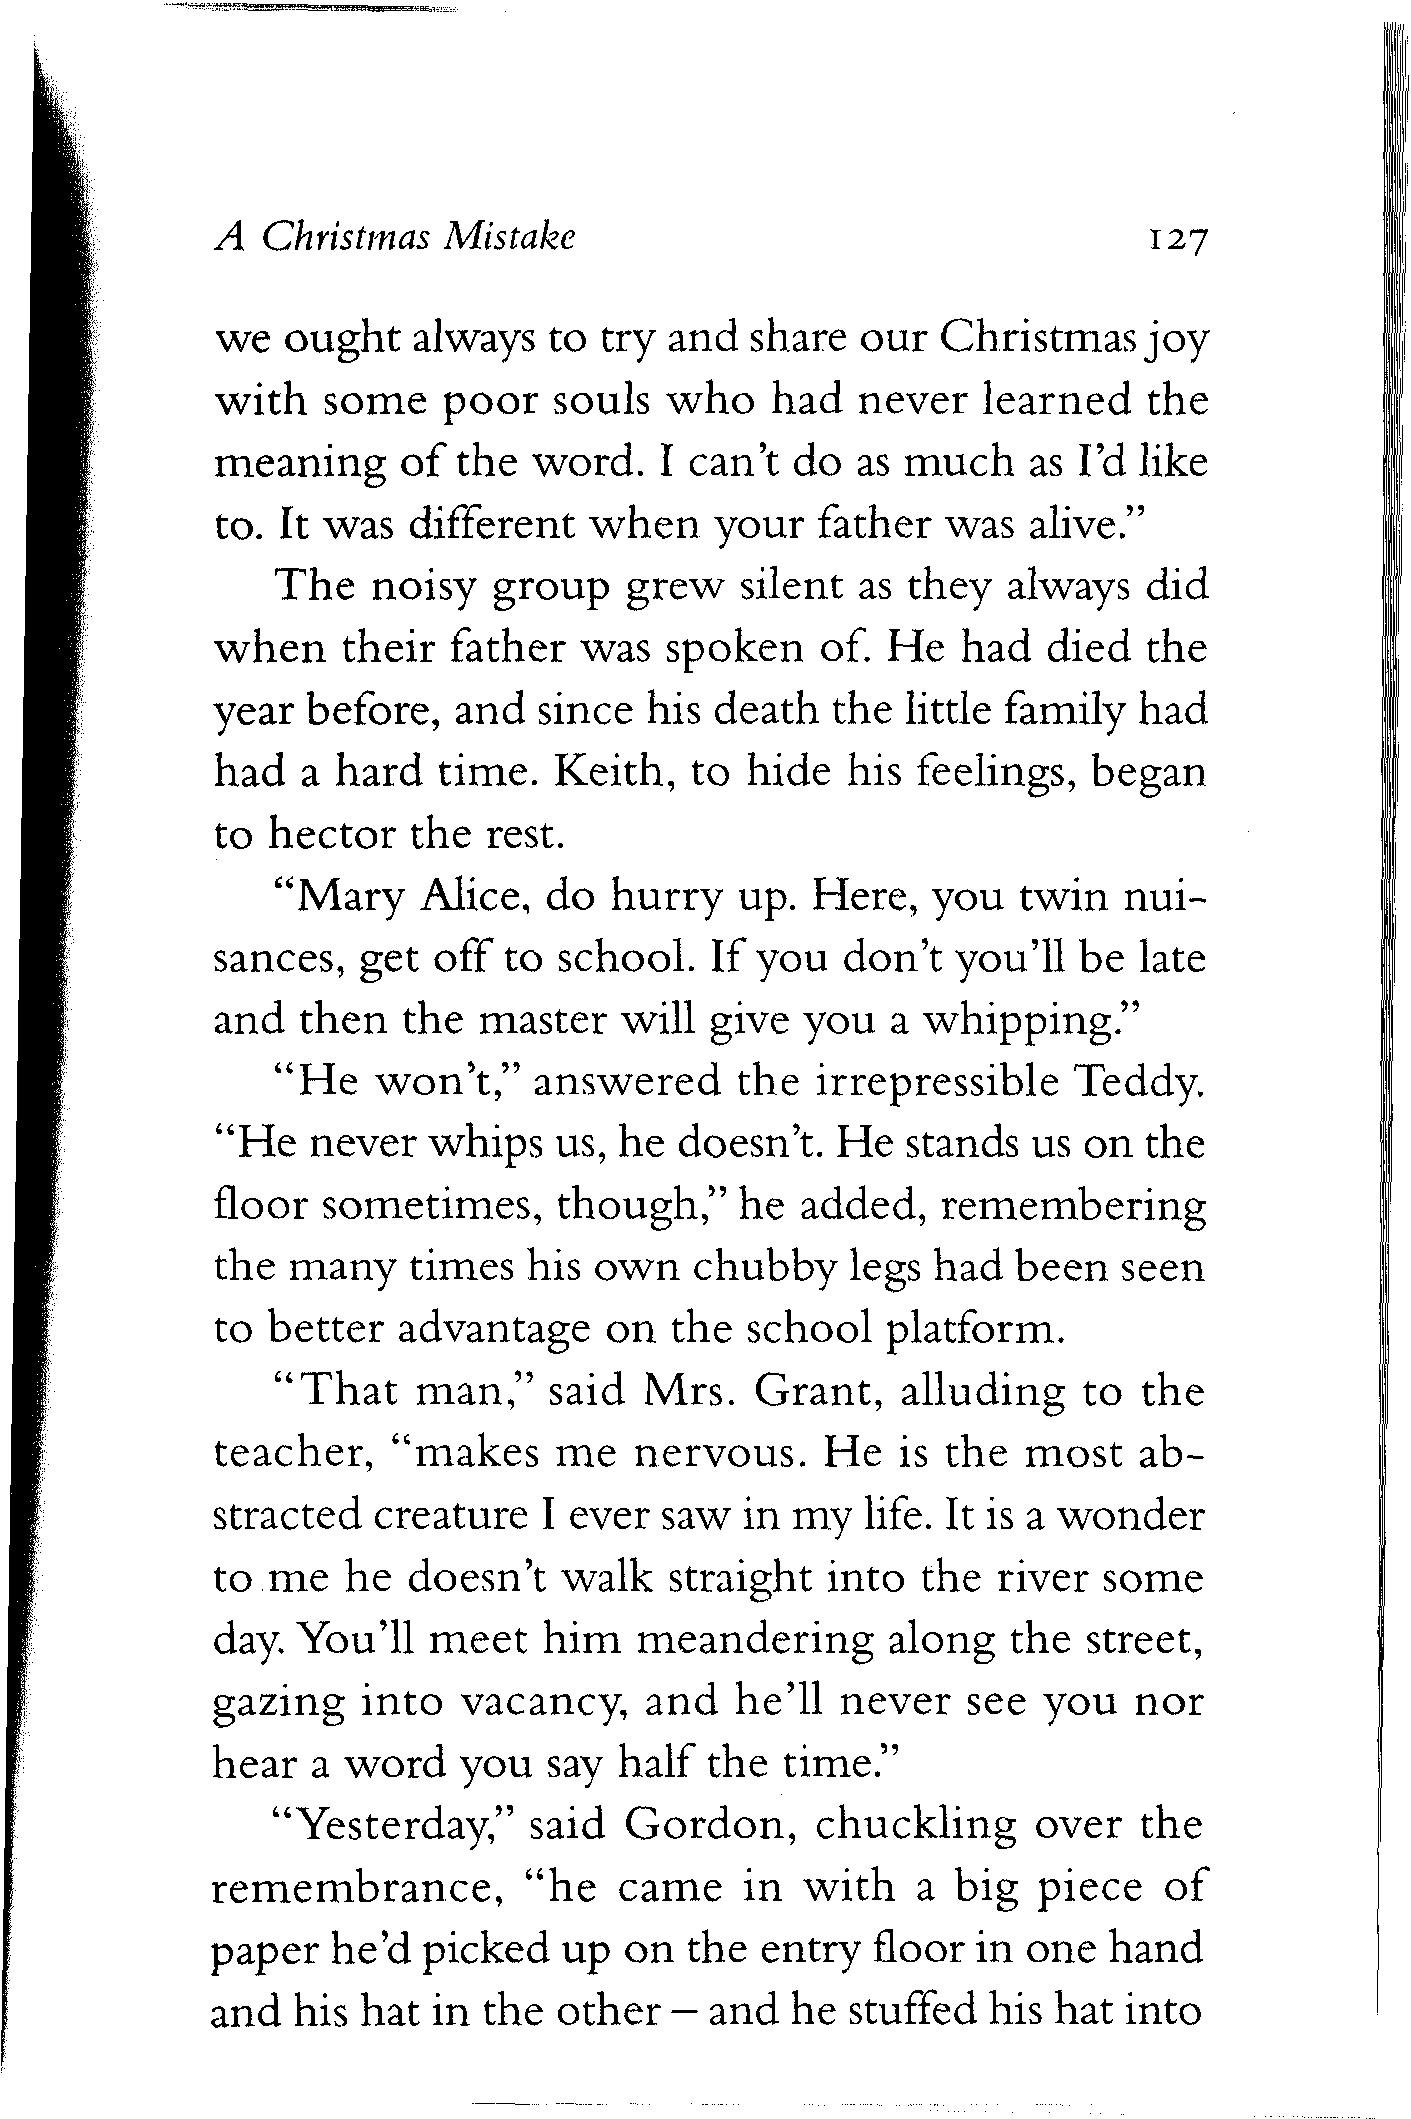 A Christmas Mistake 127
we ought always to try and share our Christmas joy
with some poor souls who had never learned the
meaning of the word. I can't do as much as I'd like
to. It was different when your father was alive."
The noisy group grew silent as they always did
when their father was spoken of. He had died the
year before, and since his death the little family had
had a hard time. Keith, to hide his feelings, began
to hector the rest.
"Mary Alice, do hurry up. Here, you twin nui-
sances, get off to school. If you don't you'll be late
and then the master will give you a whipping."
"He won't," answered the irrepressible Teddy.
"He never whips us, he doesn't. He stands us on the
floor sometimes, though," he added, remembering
the many times his own chubby legs had been seen
to better advantage on the school platform.
"That man," said Mrs. Grant, alluding to the
teacher, "makes me nervous. He is the most ab-
stracted creature I ever saw in my life. It is a wonder
to me he doesn't walk straight into the river some
day. You'll meet him meandering along the street,
gazing into vacancy, and he'll never see you nor
hear a word you say half the time."
"Yesterday," said Gordon, chuckling over the
remembrance, "he came in with a big piece of
paper he'd picked up on the entry floor in one hand
and his hat in the other – and he stuffed his hat into